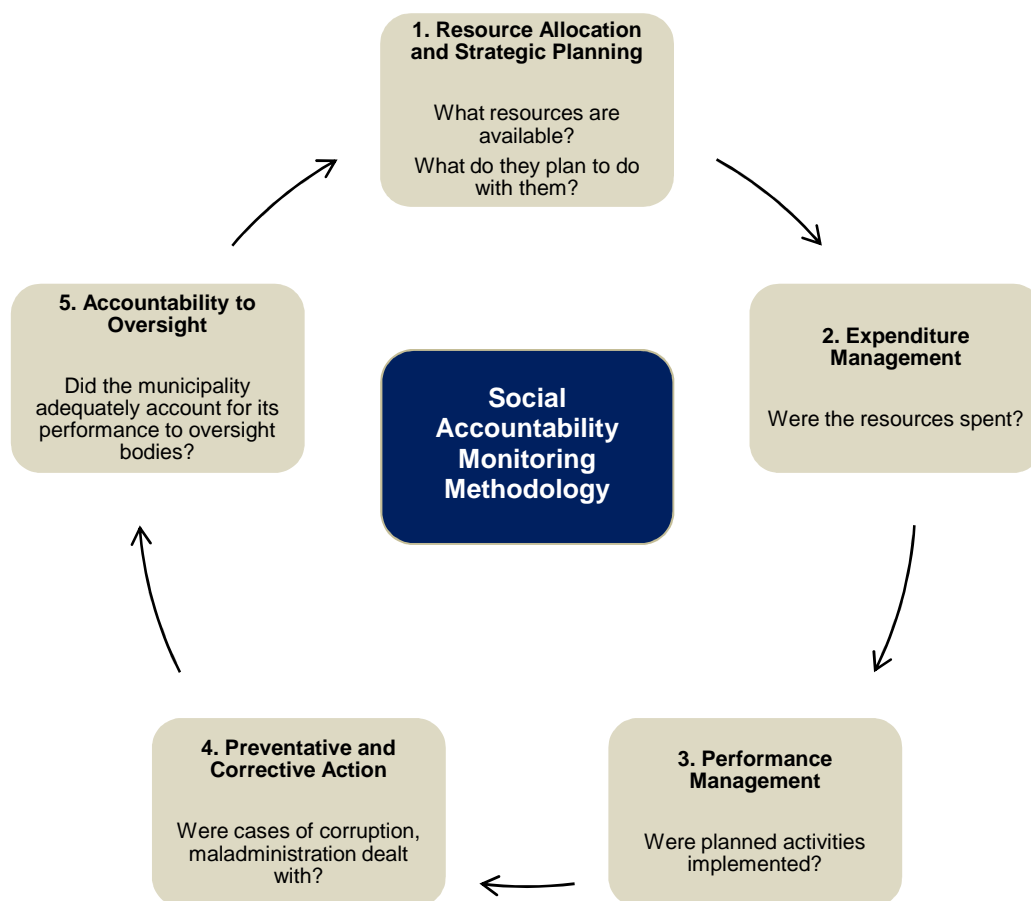 1. Resource Allocation
and Strategic Planning
What resources are
available?
What do they plan to do
with them?
2. Expenditure
Management
Were the resources spent?
3. Performance
Management
Were planned activities
implemented?
4. Preventative and
Corrective Action
Were cases of corruption,
maladministration dealt
with?
5. Accountability to
Oversight
Did the municipality
adequately account for its
performance to oversight
bodies?
Social
Accountability
Monitoring
Methodology